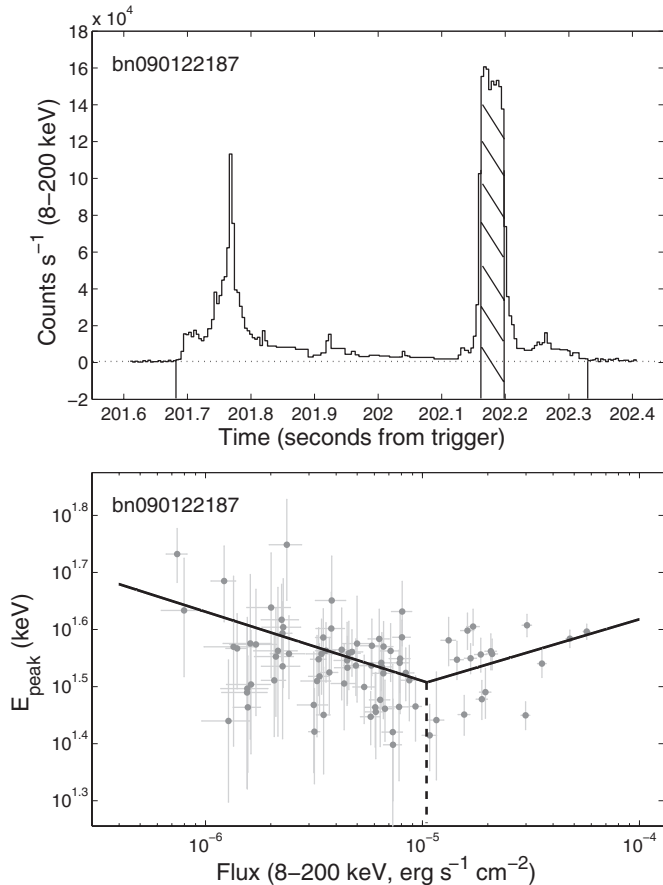 x 10⁴
bn090122187
Counts s⁻¹ (8−200 keV)
18
16
14
12
10
8
6
4
2
0
−2
201.6 201.7 201.8 201.9 202 202.1 202.2 202.3 202.4
Time (seconds from trigger)
bn090122187
E_peak (keV)
10^1.8
10^1.7
10^1.6
10^1.5
10^1.4
10^1.3
10⁻⁶ 10⁻⁵ 10⁻⁴
Flux (8−200 keV, erg s⁻¹ cm⁻²)